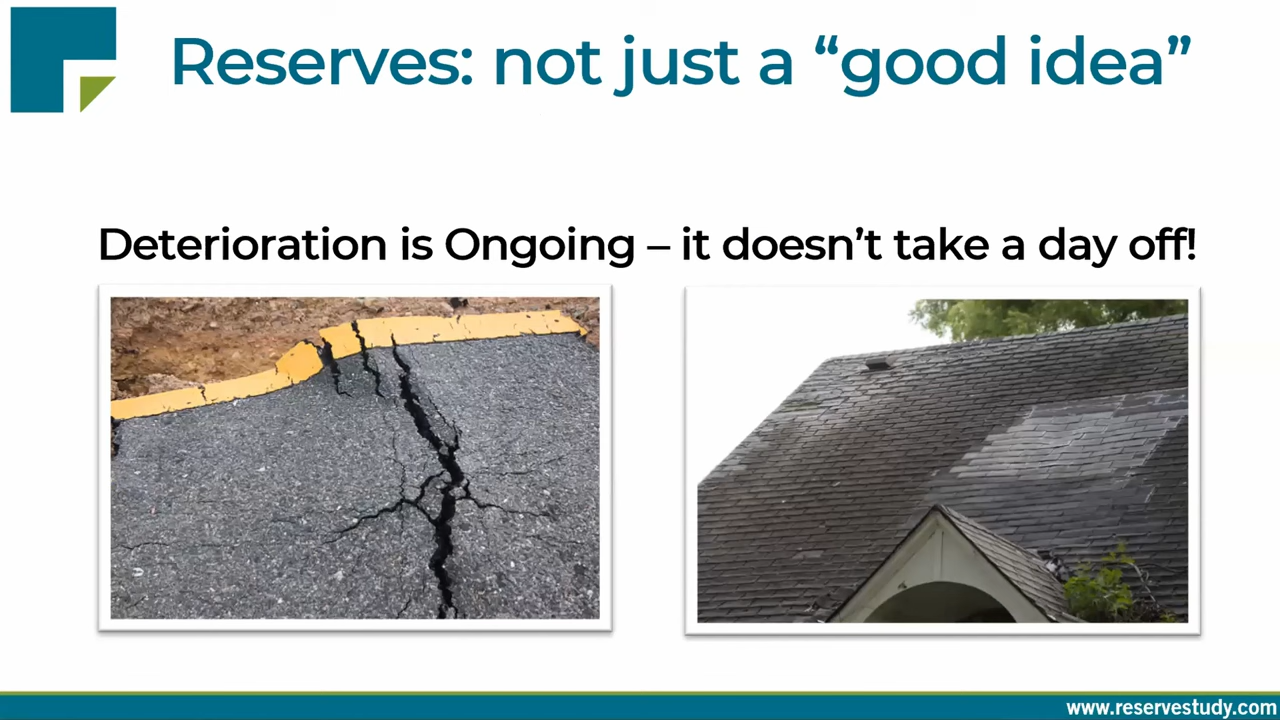 Reserves: not just a “good idea”
Deterioration is Ongoing – it doesn’t take a day off!
www.reservestudy.com